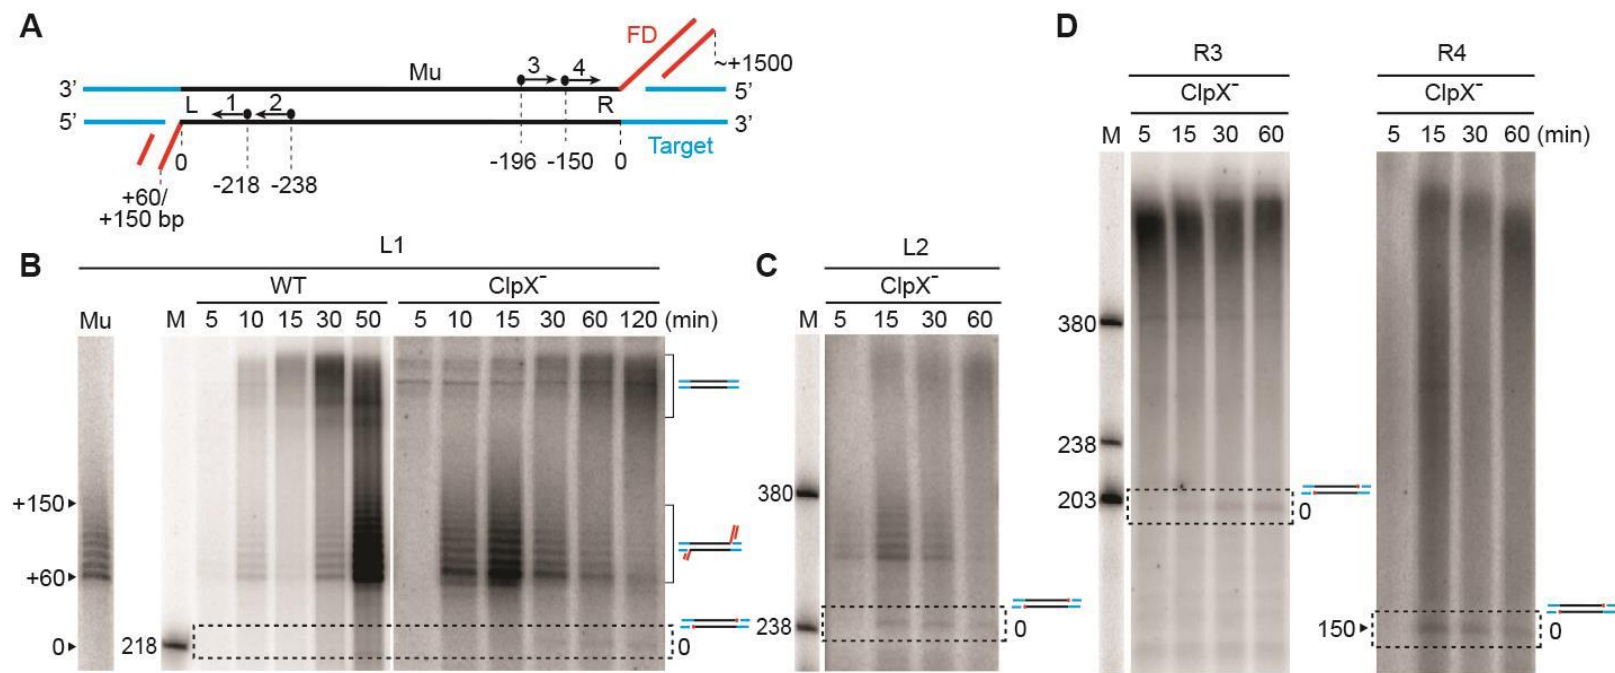 A
3’
5’
L
1
2
Mu
3
4
R
FD
~+1500
5’
3’
Target
0
-218
-238
-196
-150
0
+60/
+150 bp
B
L1
WT
ClpX⁻
Mu
M
5
10
15
30
50
5
10
15
30
60
120
(min)
+150
+60
0
218
0
C
L2
ClpX⁻
M
5
15
30
60
380
238
0
D
R3
ClpX⁻
M
5
15
30
60
380
238
203
0
R4
ClpX⁻
5
15
30
60
(min)
150
0